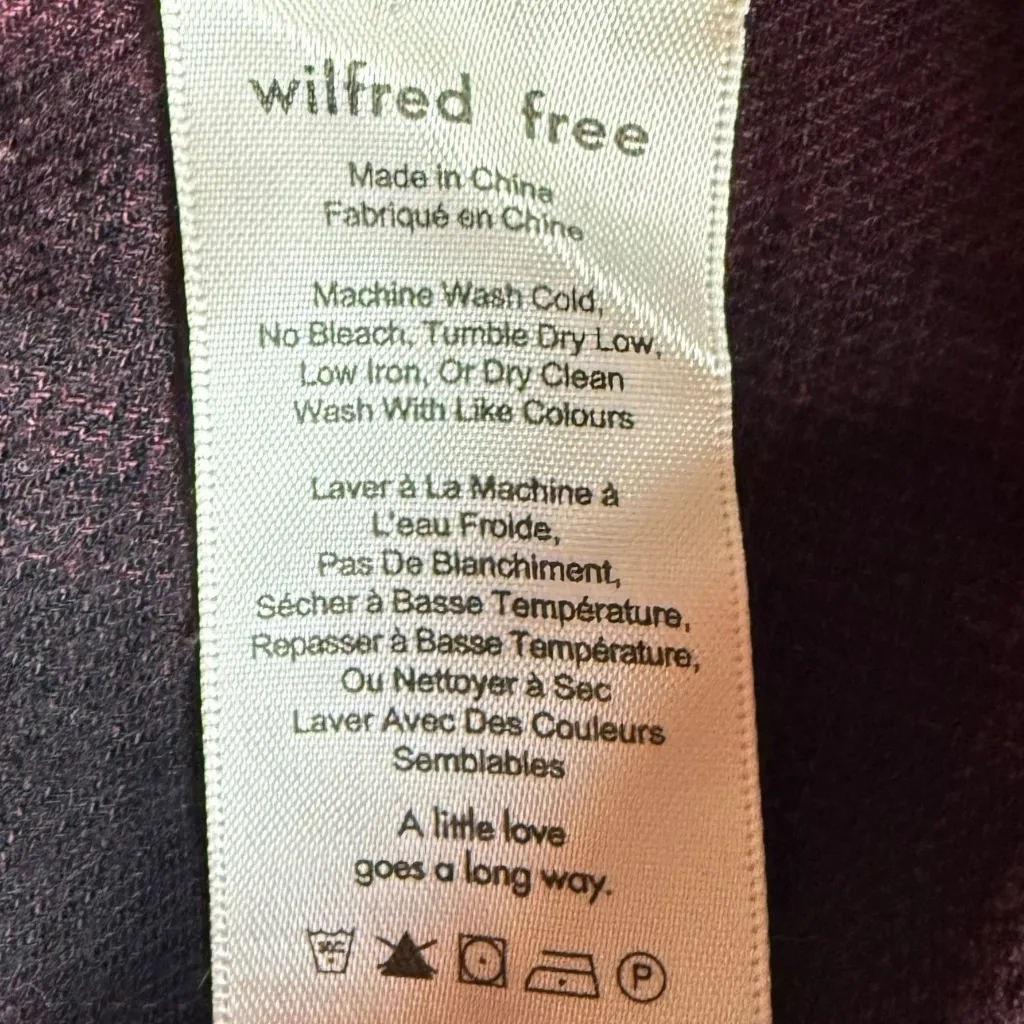 wilfred free
Made in China
Fabriqué en Chine
Machine Wash Cold,
No Bleach, Tumble Dry Low,
Low Iron, Or Dry Clean
Wash With Like Colours
Laver à La Machine à
L'eau Froide,
Pas De Blanchiment,
Sécher à Basse Température,
Repasser à Basse Température,
Ou Nettoyer à Sec
Laver Avec Des Couleurs
Semblables
A little love
goes a long way.
30C P